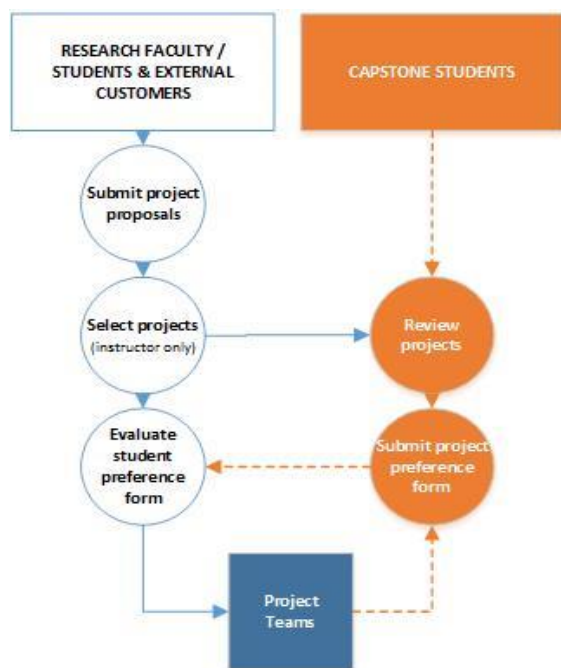 RESEARCH FACULTY /
STUDENTS & EXTERNAL
CUSTOMERS
CAPSTONE STUDENTS
Submit project
proposals
Select projects
(instructor only)
Review
projects
Evaluate
student
preference
form
Submit project
preference
form
Project
Teams